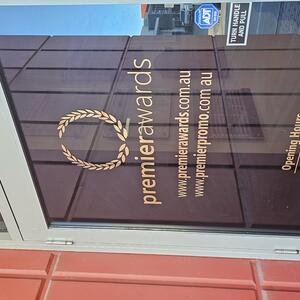 ADT
TURN HANDLE
AND PULL
premierawards
www.premierawards.com.au
www.premierpromo.com.au
Opening Hours